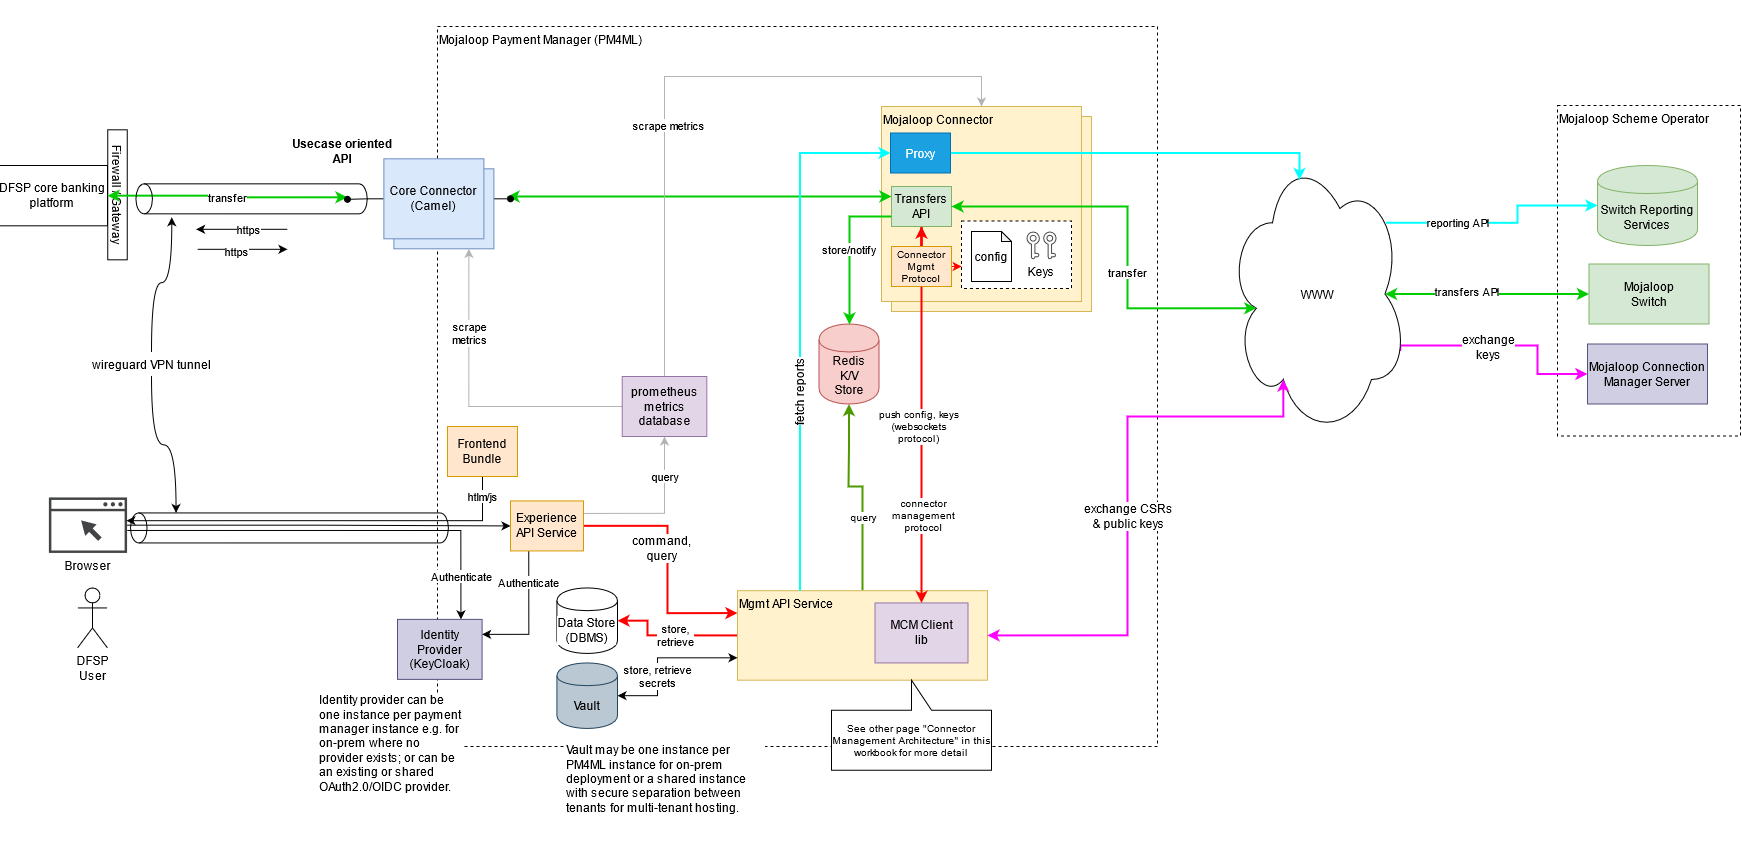 Mojaloop Payment Manager (PM4ML)
scrape metrics
Mojaloop Connector
Mojaloop Scheme Operator
Usecase oriented
API
Proxy
Firewall / Gateway
DFSP core banking
platform
transfer
Core Connector
(Camel)
Transfers
API
Switch Reporting
Services
reporting API
https
https
store/notify
Connector
Mgmt
Protocol
config
Keys
transfer
WWW
transfers API
Mojaloop
Switch
scrape
metrics
exchange
keys
wireguard VPN tunnel
Redis
K/V
Store
Mojaloop Connection
Manager Server
fetch reports
prometheus
metrics
database
push config, keys
(websockets
protocol)
Frontend
Bundle
query
htlm/js
Experience
API Service
query
connector
management
protocol
exchange CSRs
& public keys
command,
query
Browser
Authenticate
Authenticate
Mgmt API Service
Data Store
(DBMS)
store,
retrieve
MCM Client
lib
Identity
Provider
(KeyCloak)
DFSP
User
store, retrieve
secrets
Vault
Identity provider can be
one instance per payment
manager instance e.g. for
on-prem where no
provider exists; or can be
an existing or shared
OAuth2.0/OIDC provider.
Vault may be one instance per
PM4ML instance for on-prem
deployment or a shared instance
with secure separation between
tenants for multi-tenant hosting.
See other page "Connector
Management Architecture" in this
workbook for more detail